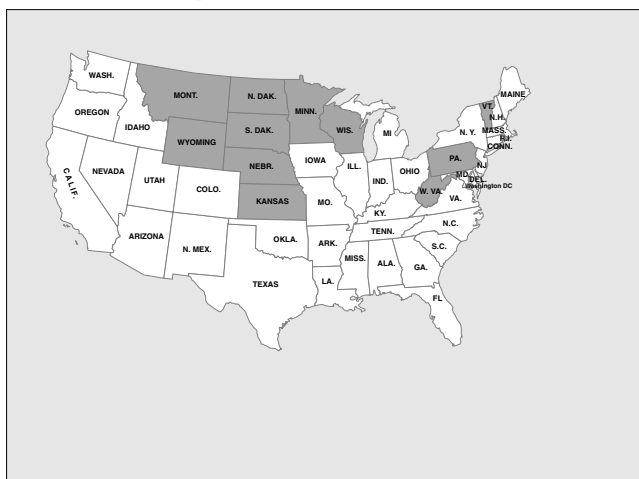 WASH.
MONT.
N. DAK.
MINN.
OREGON
IDAHO
WYOMING
S. DAK.
WIS.
MI
N. Y.
VT.
MAINE
N.H.
MASS.
R.I.
CONN.
NEVADA
UTAH
COLO.
NEBR.
IOWA
ILL.
IND.
OHIO
PA.
NJ
MD.
DEL.
Washington DC
CALIF.
KANSAS
MO.
KY.
W. VA.
VA.
ARIZONA
N. MEX.
OKLA.
ARK.
TENN.
N.C.
S.C.
TEXAS
LA.
MISS.
ALA.
GA.
FL